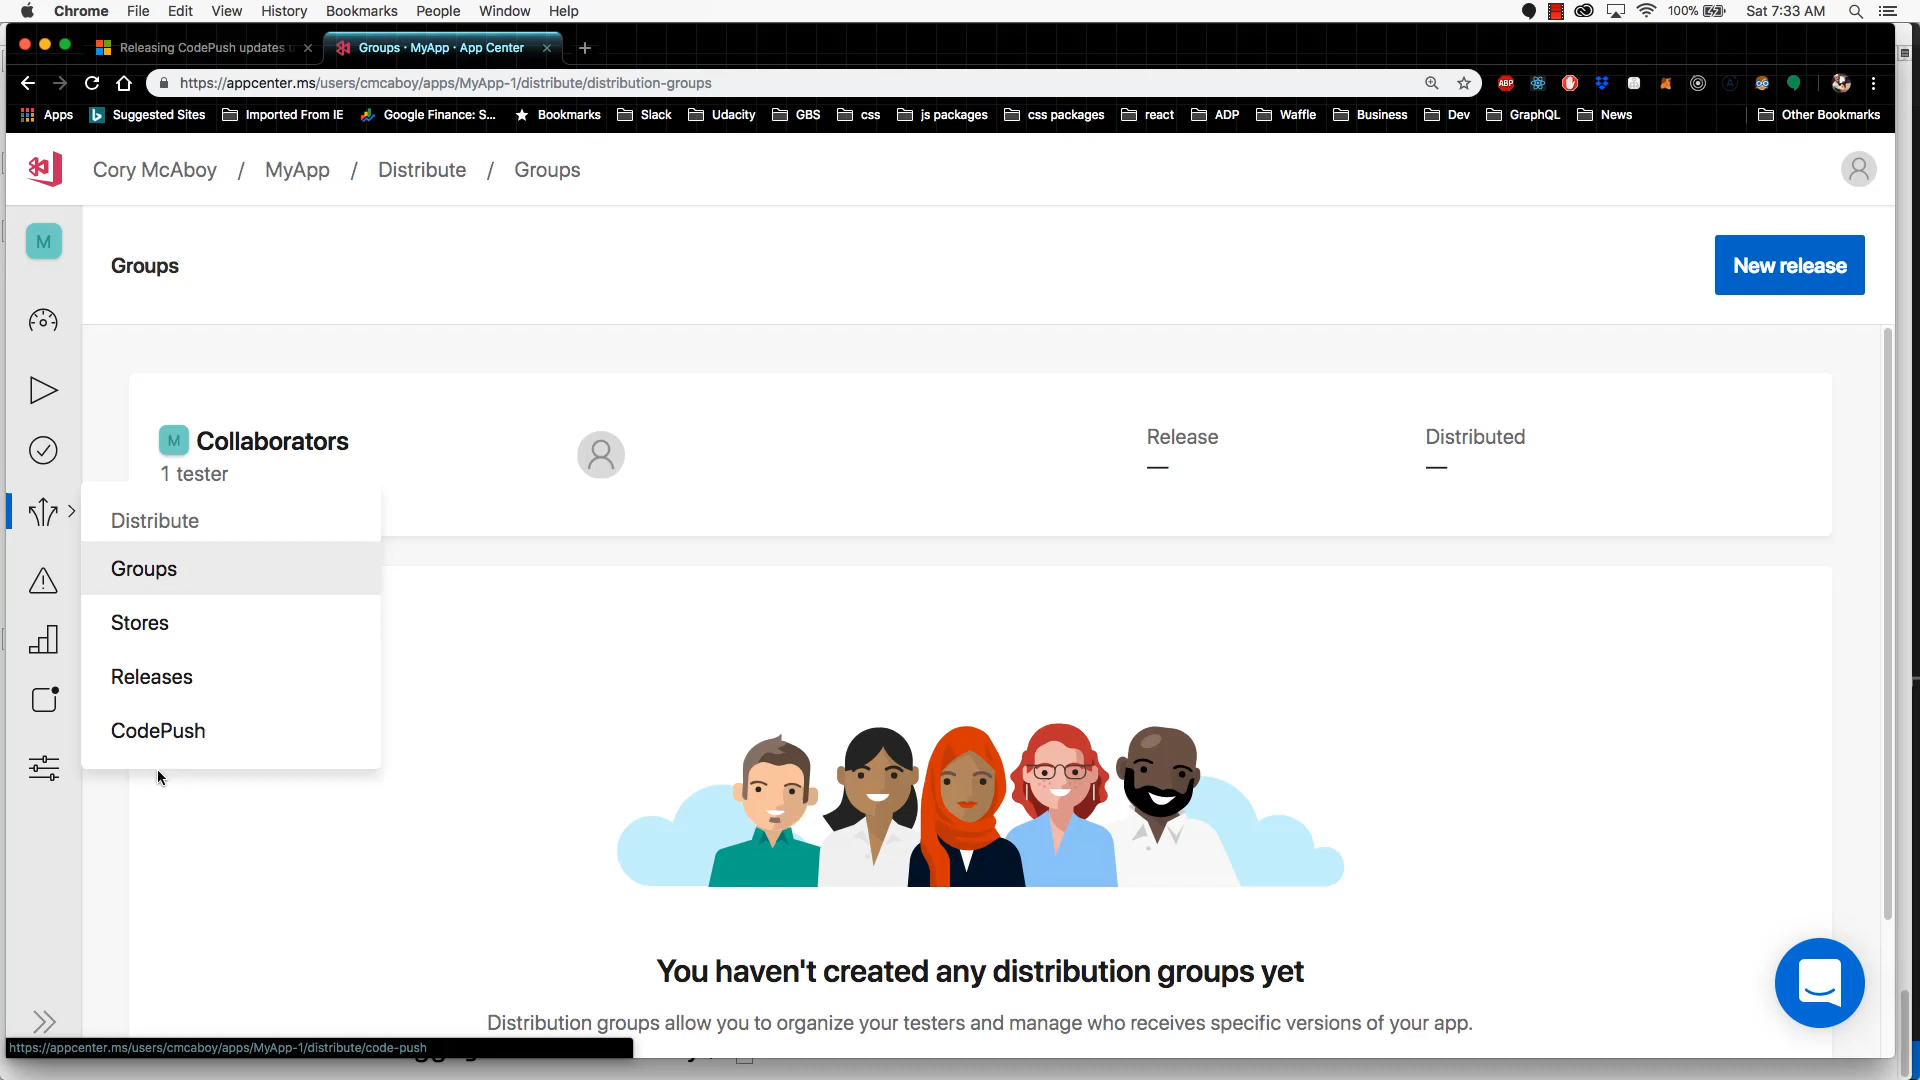 Chrome File Edit View History Bookmarks People Window Help 100% Sat 7:33 AM
Releasing CodePush updates u Groups · MyApp · App Center
https://appcenter.ms/users/cmcaboy/apps/MyApp-1/distribute/distribution-groups ABP
Apps Suggested Sites Imported From IE Google Finance: S... Bookmarks Slack Udacity GBS css js packages css packages react ADP Waffle Business Dev GraphQL News Other Bookmarks
Cory McAboy / MyApp / Distribute / Groups
M
Groups
New release
M Collaborators
1 tester
Release
—
Distributed
—
Distribute
Groups
Stores
Releases
CodePush
You haven't created any distribution groups yet
Distribution groups allow you to organize your testers and manage who receives specific versions of your app.
https://appcenter.ms/users/cmcaboy/apps/MyApp-1/distribute/code-push